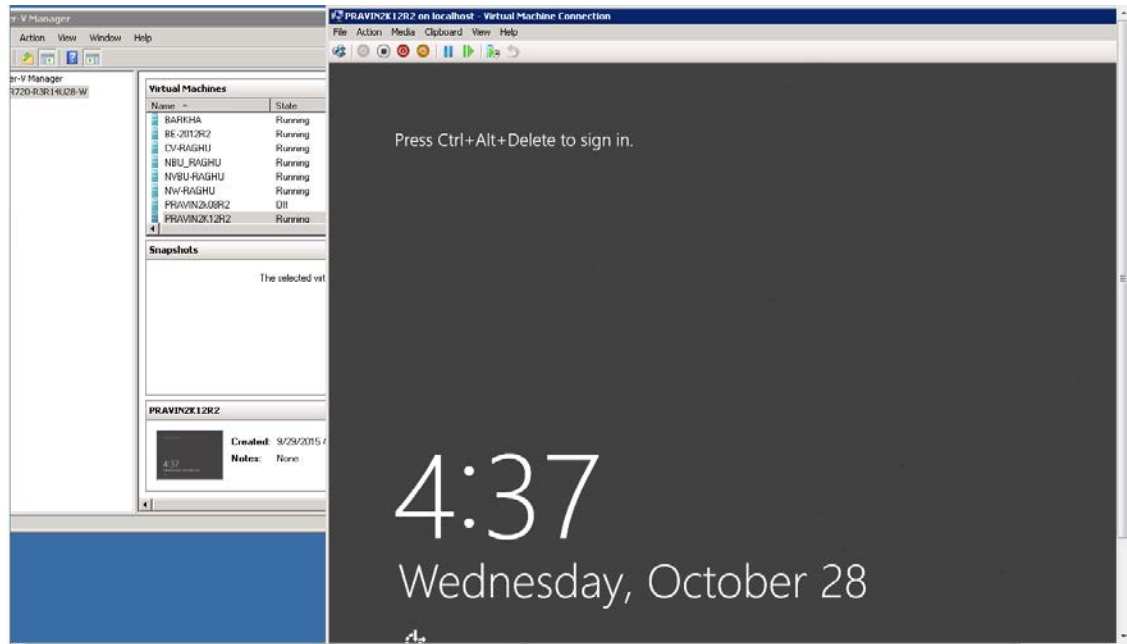 r-V Manager
Action View Window Help
er-V Manager
R720-R3R14U28-W
Virtual Machines
Name State
BARKHA Running
BE-2012R2 Running
CV-RAGHU Running
NBU_RAGHU Running
NVBU-RAGHU Running
NW-RAGHU Running
PRAVIN2k08R2 Off
PRAVIN2K12R2 Running
Snapshots
The selected virt
PRAVIN2K12R2
Created: 9/29/2015
Notes: None
PRAVIN2K12R2 on localhost - Virtual Machine Connection
File Action Media Clipboard View Help
Press Ctrl+Alt+Delete to sign in.
4:37
Wednesday, October 28